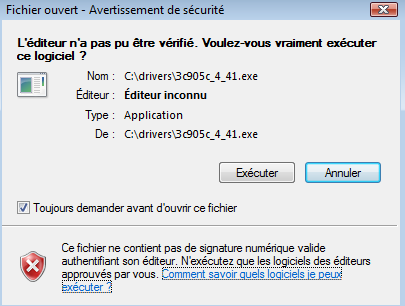 Fichier ouvert - Avertissement de sécurité
L'éditeur n'a pas pu être vérifié. Voulez-vous vraiment exécuter
ce logiciel ?
Nom : C:\drivers\3c905c_4_41.exe
Éditeur : Éditeur inconnu
Type : Application
De : C:\drivers\3c905c_4_41.exe
Exécuter Annuler
Toujours demander avant d'ouvrir ce fichier
Ce fichier ne contient pas de signature numérique valide
authentifiant son éditeur. N'exécutez que les logiciels des éditeurs
approuvés par vous. Comment savoir quels logiciels je peux
exécuter ?